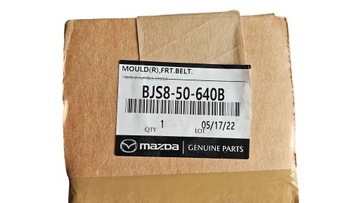 MOULD(R),FRT.BELT.
BJS8-50-640B
1 05/17/22
QTY LOT
mazda GENUINE PARTS